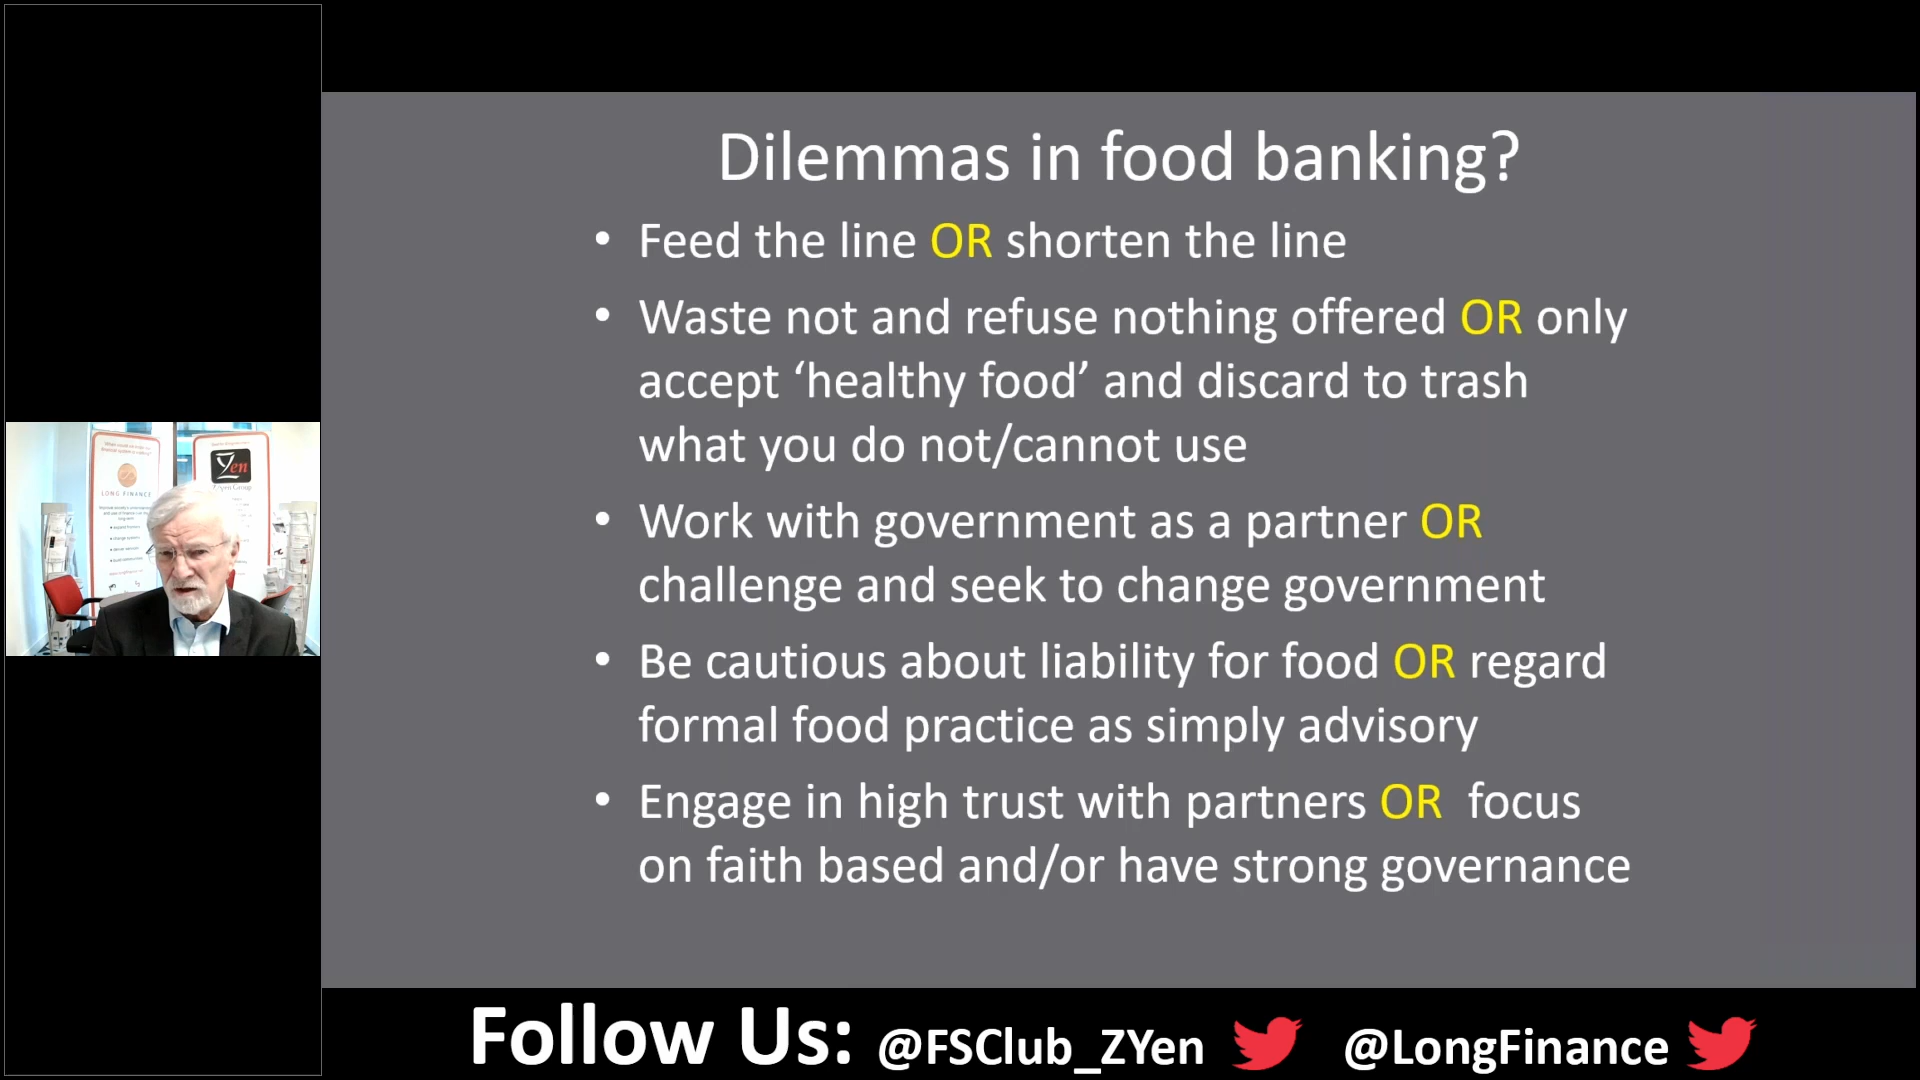 Dilemmas in food banking?
• Feed the line OR shorten the line
• Waste not and refuse nothing offered OR only
accept ‘healthy food’ and discard to trash
what you do not/cannot use
• Work with government as a partner OR
challenge and seek to change government
• Be cautious about liability for food OR regard
formal food practice as simply advisory
• Engage in high trust with partners OR focus
on faith based and/or have strong governance
LONG FINANCE
Yen
Follow Us: @FSClub_ZYen @LongFinance